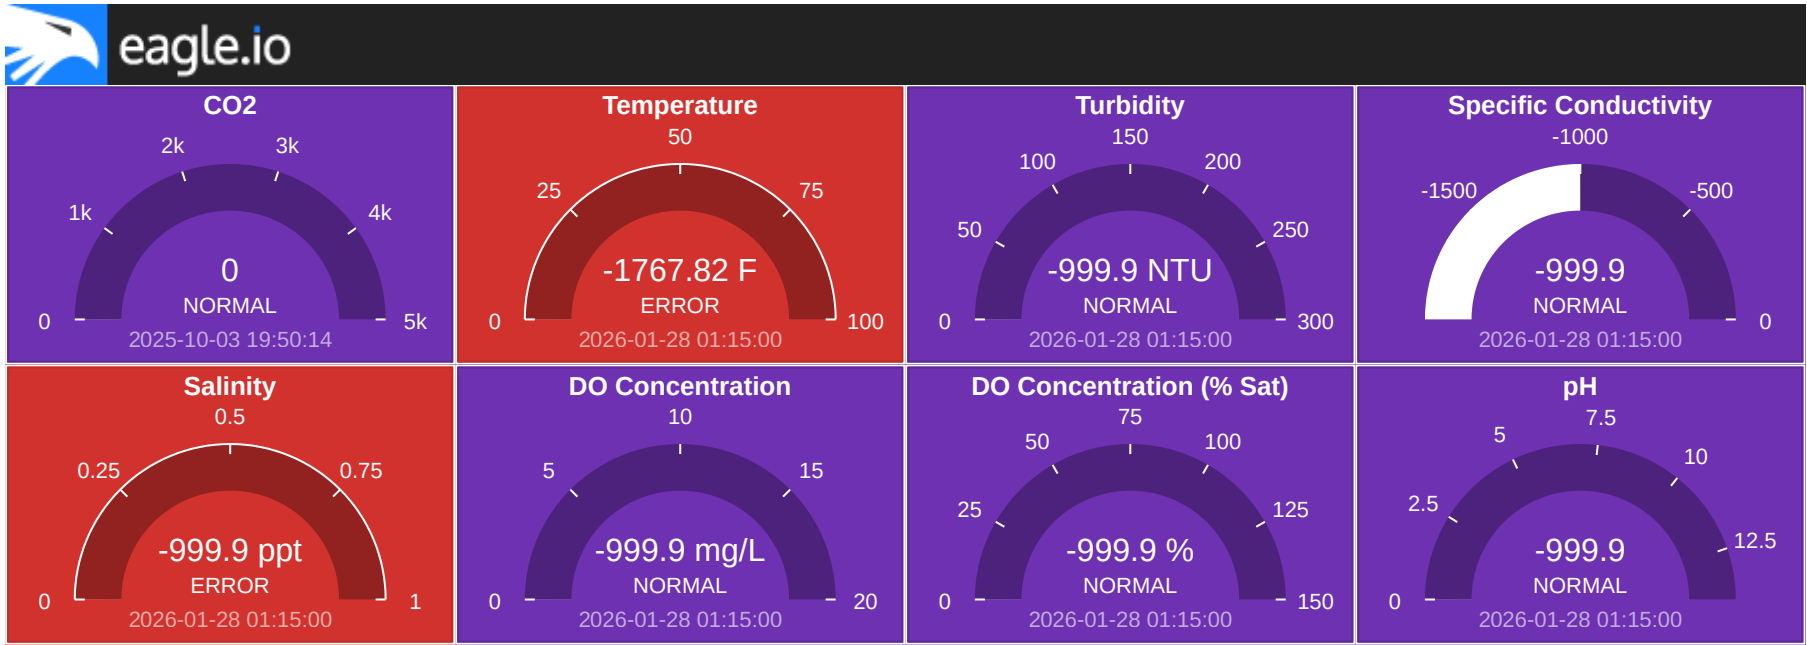 eagle.io
CO2
2k 3k
1k 4k
0
NORMAL
0 5k
2025-10-03 19:50:14
Temperature
50
25 75
-1767.82 F
ERROR
0 100
2026-01-28 01:15:00
Turbidity
150
100 200
50 250
-999.9 NTU
NORMAL
0 300
2026-01-28 01:15:00
Specific Conductivity
-1000
-1500 -500
-999.9
NORMAL
0
2026-01-28 01:15:00
Salinity
0.5
0.25 0.75
-999.9 ppt
ERROR
0 1
2026-01-28 01:15:00
DO Concentration
10
5 15
-999.9 mg/L
NORMAL
0 20
2026-01-28 01:15:00
DO Concentration (% Sat)
75
50 100
25 125
-999.9 %
NORMAL
0 150
2026-01-28 01:15:00
pH
7.5
5 10
2.5 12.5
-999.9
NORMAL
0
2026-01-28 01:15:00